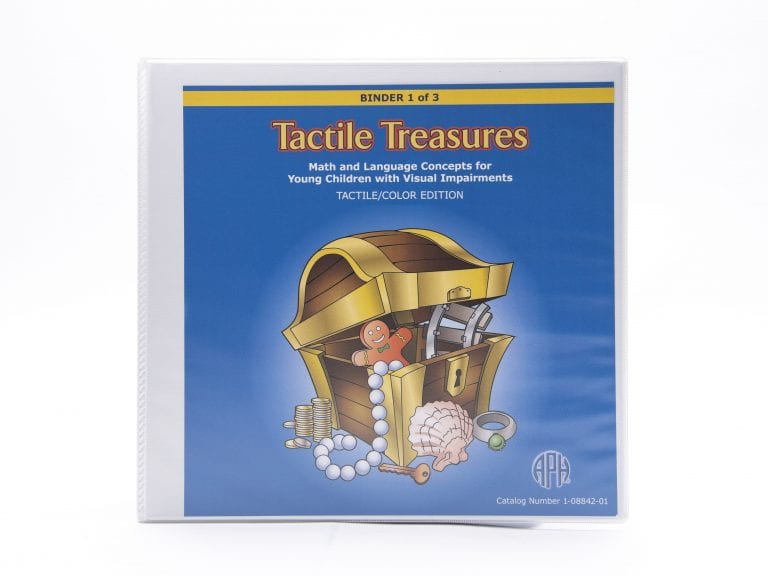 BINDER 1 of 3
Tactile Treasures
Math and Language Concepts for
Young Children with Visual Impairments
TACTILE/COLOR EDITION
APH
Catalog Number 1-08842-01